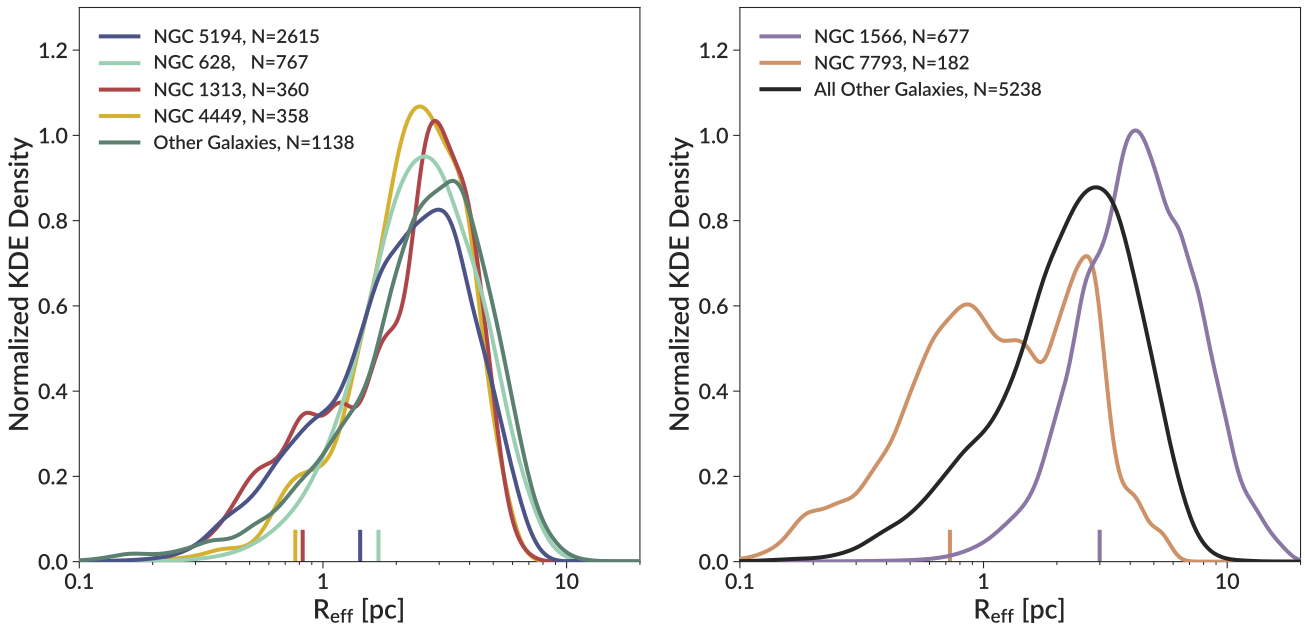 NGC 5194, N=2615
NGC 628, N=767
NGC 1313, N=360
NGC 4449, N=358
Other Galaxies, N=1138
Normalized KDE Density
1.2
1.0
0.8
0.6
0.4
0.2
0.0
0.1
1
10
R_eff [pc]
NGC 1566, N=677
NGC 7793, N=182
All Other Galaxies, N=5238
Normalized KDE Density
1.2
1.0
0.8
0.6
0.4
0.2
0.0
0.1
1
10
R_eff [pc]